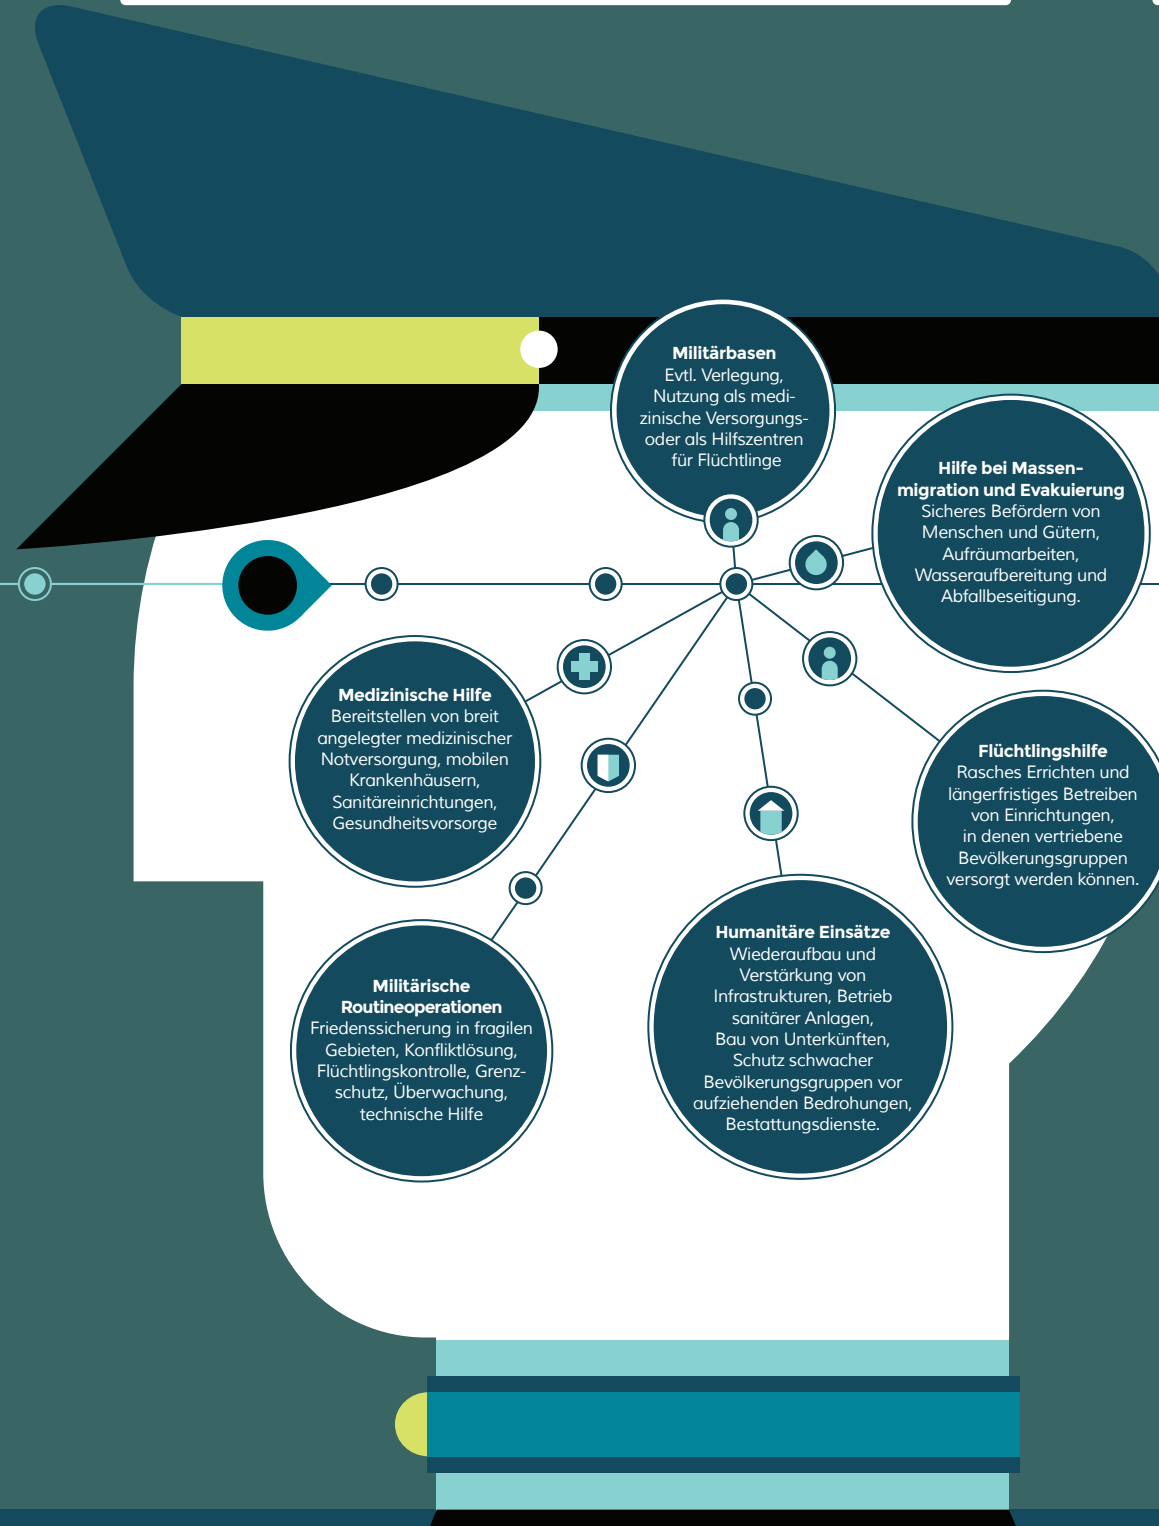 Militärbasen
Evtl. Verlegung,
Nutzung als medi-
zinische Versorgungs-
oder als Hilfszentren
für Flüchtlinge
Hilfe bei Massen-
migration und Evakuierung
Sicheres Befördern von
Menschen und Gütern,
Aufräumarbeiten,
Wasseraufbereitung und
Abfallbeseitigung.
Medizinische Hilfe
Bereitstellen von breit
angelegter medizinischer
Notversorgung, mobilen
Krankenhäusern,
Sanitäreinrichtungen,
Gesundheitsvorsorge
Flüchtlingshilfe
Rasches Errichten und
längerfristiges Betreiben
von Einrichtungen,
in denen vertriebene
Bevölkerungsgruppen
versorgt werden können.
Militärische
Routineoperationen
Friedenssicherung in fragilen
Gebieten, Konfliktlösung,
Flüchtlingskontrolle, Grenz-
schutz, Überwachung,
technische Hilfe
Humanitäre Einsätze
Wiederaufbau und
Verstärkung von
Infrastrukturen, Betrieb
sanitärer Anlagen,
Bau von Unterkünften,
Schutz schwacher
Bevölkerungsgruppen vor
aufziehenden Bedrohungen,
Bestattungsdienste.